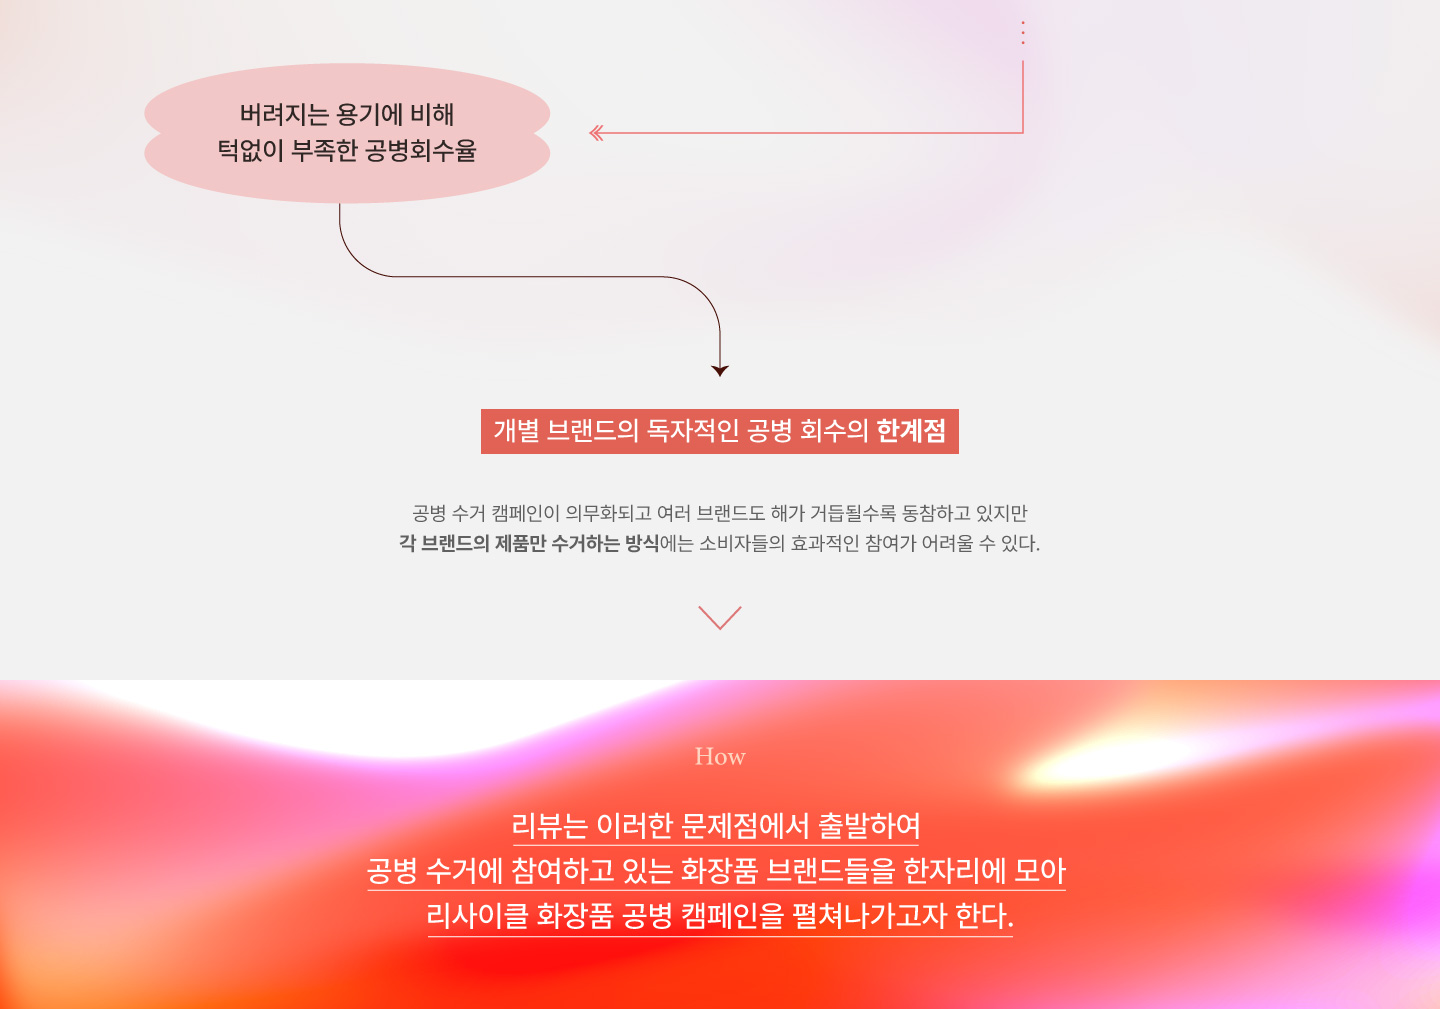 버려지는 용기에 비해
턱없이 부족한 공병회수율
개별 브랜드의 독자적인 공병 회수의 한계점
공병 수거 캠페인이 의무화되고 여러 브랜드도 해가 거듭될수록 동참하고 있지만
각 브랜드의 제품만 수거하는 방식에는 소비자들의 효과적인 참여가 어려울 수 있다.
How
리뷰는 이러한 문제점에서 출발하여
공병 수거에 참여하고 있는 화장품 브랜드들을 한자리에 모아
리사이클 화장품 공병 캠페인을 펼쳐나가고자 한다.